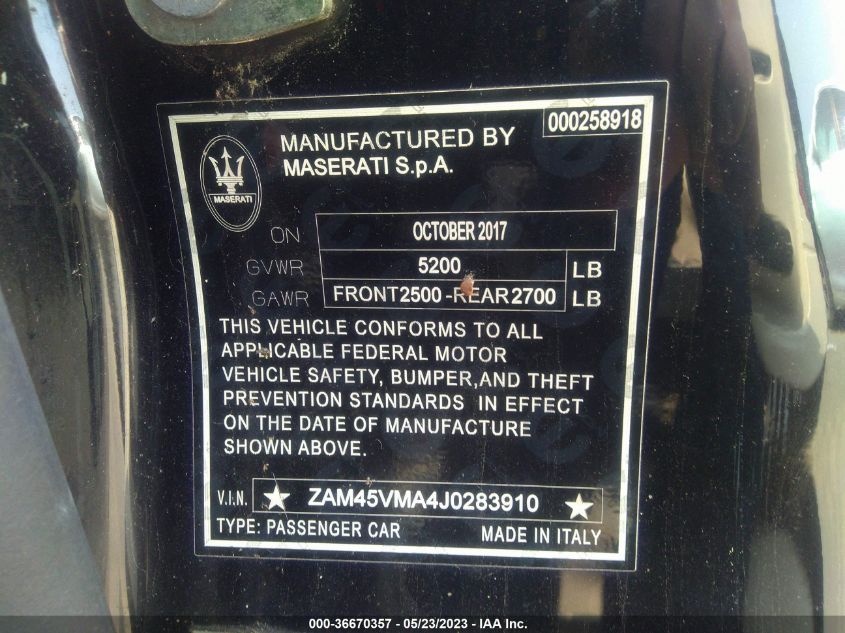 000258918
MANUFACTURED BY
MASERATI S.p.A.
MASERATI
ON OCTOBER 2017
GVWR 5200 LB
GAWR FRONT2500 -REAR2700 LB
THIS VEHICLE CONFORMS TO ALL
APPLICABLE FEDERAL MOTOR
VEHICLE SAFETY, BUMPER,AND THEFT
PREVENTION STANDARDS IN EFFECT
ON THE DATE OF MANUFACTURE
SHOWN ABOVE.
V.I.N. ★ ZAM45VMA4J0283910 ★
TYPE: PASSENGER CAR MADE IN ITALY
000-36670357 - 05/23/2023 - IAA Inc.